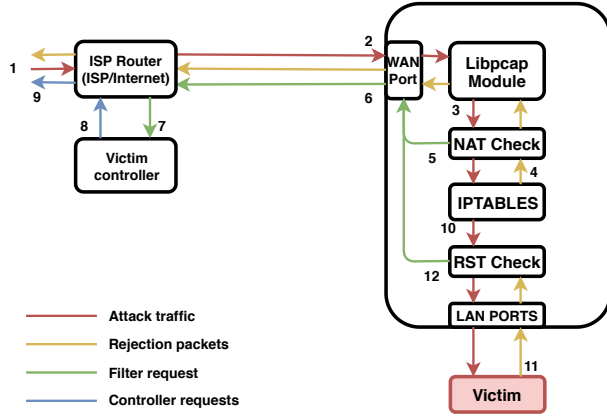 1
9
ISP Router
(ISP/Internet)
2
6
WAN
Port
Libpcap
Module
3
8
7
Victim
controller
5
NAT Check
4
IPTABLES
10
RST Check
12
LAN PORTS
11
Victim
Attack traffic
Rejection packets
Filter request
Controller requests